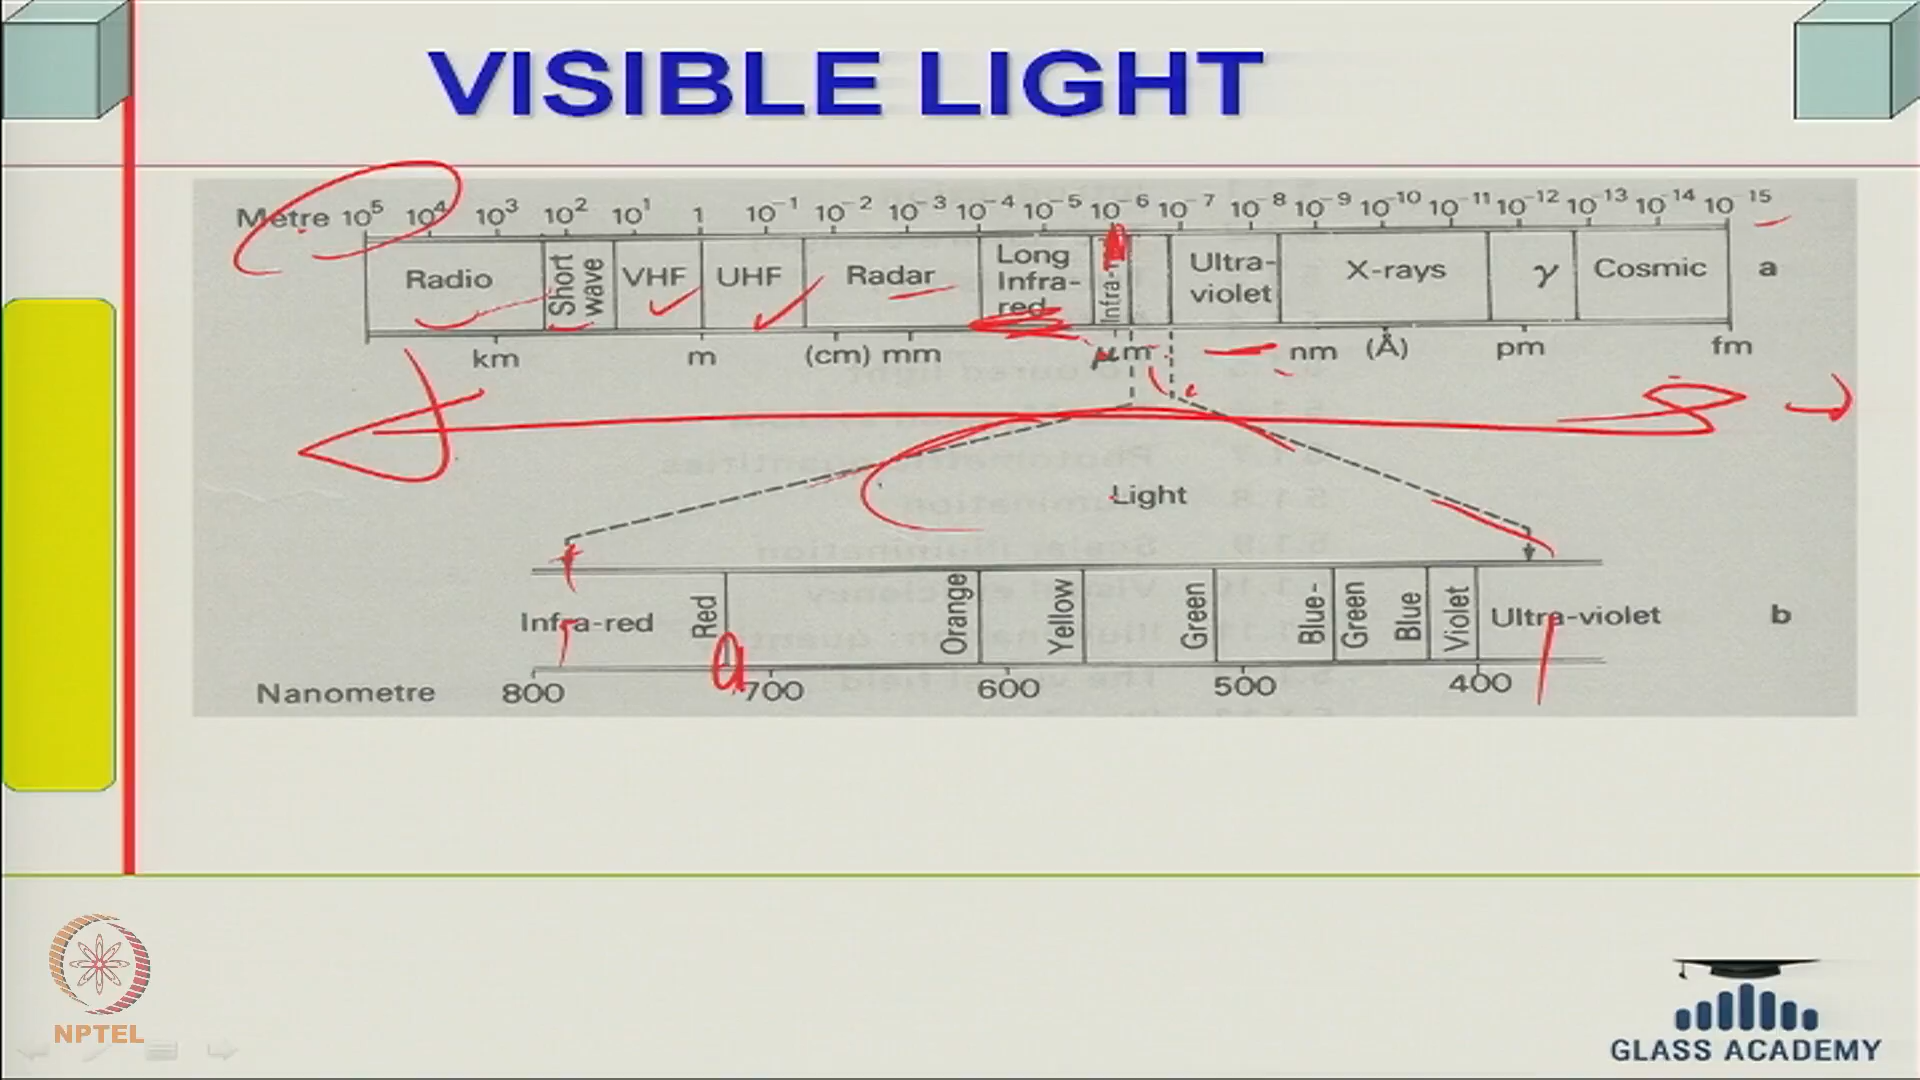 VISIBLE LIGHT
Metre 10⁵ 10⁴ 10³ 10² 10¹ 1 10⁻¹ 10⁻² 10⁻³ 10⁻⁴ 10⁻⁵ 10⁻⁶ 10⁻⁷ 10⁻⁸ 10⁻⁹ 10⁻¹⁰ 10⁻¹¹ 10⁻¹² 10⁻¹³ 10⁻¹⁴ 10⁻¹⁵
Radio Short wave VHF UHF Radar Long Infra-red Infra- Ultra-violet X-rays γ Cosmic a
km m (cm) mm μm nm (Å) pm fm
Light
Infra-red Red Orange Yellow Green Blue-Green Blue Violet Ultra-violet b
Nanometre 800 700 600 500 400
NPTEL
GLASS ACADEMY